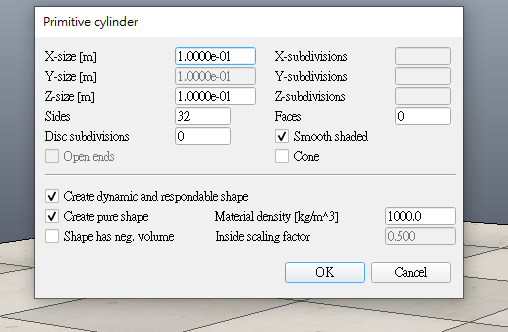 Primitive cylinder
X-size [m] 1.0000e-01 X-subdivisions
Y-size [m] 1.0000e-01 Y-subdivisions
Z-size [m] 1.0000e-01 Z-subdivisions
Sides 32 Faces 0
Disc subdivisions 0 Smooth shaded
Open ends Cone
Create dynamic and respondable shape
Create pure shape Material density [kg/m^3] 1000.0
Shape has neg. volume Inside scaling factor 0.500
OK Cancel